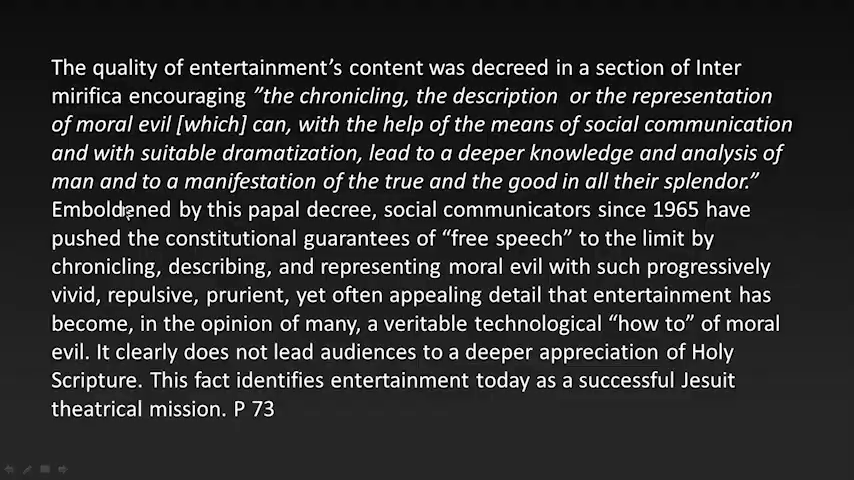 The quality of entertainment’s content was decreed in a section of Inter
mirifica encouraging ”the chronicling, the description or the representation
of moral evil [which] can, with the help of the means of social communication
and with suitable dramatization, lead to a deeper knowledge and analysis of
man and to a manifestation of the true and the good in all their splendor.”
Emboldened by this papal decree, social communicators since 1965 have
pushed the constitutional guarantees of “free speech” to the limit by
chronicling, describing, and representing moral evil with such progressively
vivid, repulsive, prurient, yet often appealing detail that entertainment has
become, in the opinion of many, a veritable technological “how to” of moral
evil. It clearly does not lead audiences to a deeper appreciation of Holy
Scripture. This fact identifies entertainment today as a successful Jesuit
theatrical mission. P 73